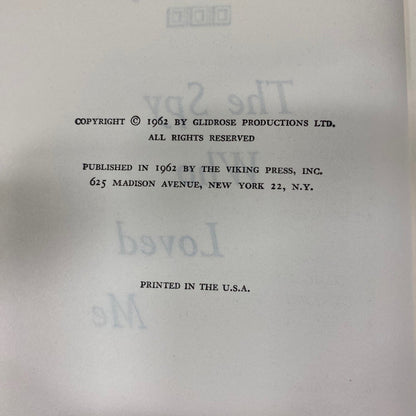 The Spy
COPYRIGHT © 1962 BY GLIDROSE PRODUCTIONS LTD.
ALL RIGHTS RESERVED
Who
PUBLISHED IN 1962 BY THE VIKING PRESS, INC.
625 MADISON AVENUE, NEW YORK 22, N.Y.
Loved
PRINTED IN THE U.S.A.
Me